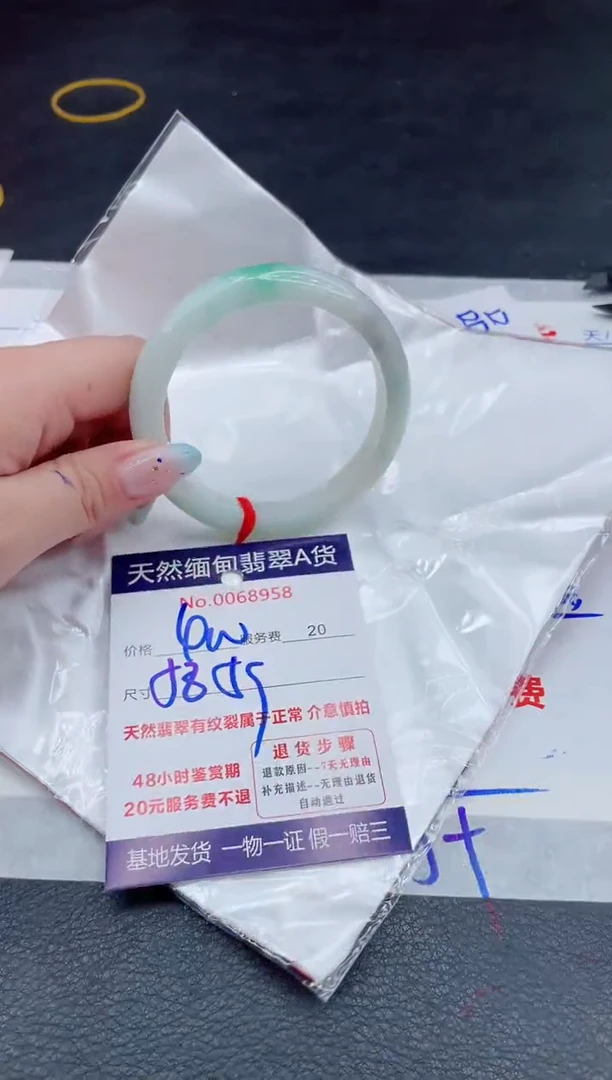 天然缅甸翡翠A货
No.0068958
价格 服务费 20
尺寸
天然翡翠有纹裂属于正常 介意慎拍
48小时鉴赏期
20元服务费不退
退货步骤
退款原因--7天无理由
补充描述--无理由退货
自动通过
基地发货 一物一证 假一赔三
费